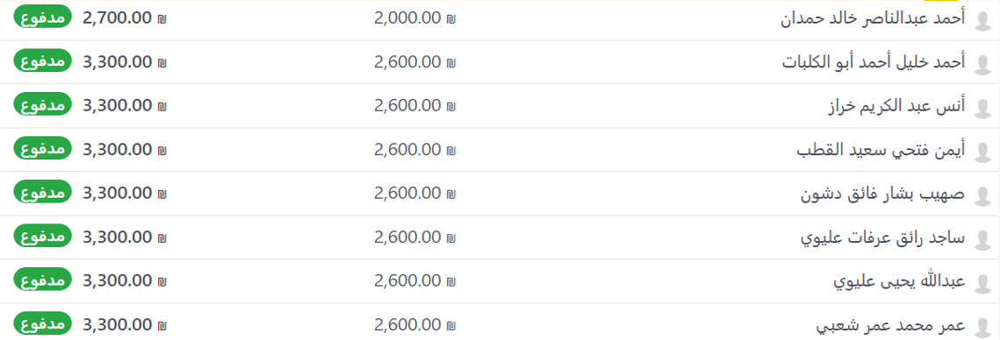 أحمد عبدالناصر خالد حمدان 2,000.00 ₪ 2,700.00 ₪ مدفوع
أحمد خليل أحمد أبو الكلبات 2,600.00 ₪ 3,300.00 ₪ مدفوع
أنس عبد الكريم خراز 2,600.00 ₪ 3,300.00 ₪ مدفوع
أيمن فتحي سعيد القطب 2,600.00 ₪ 3,300.00 ₪ مدفوع
صهيب بشار فائق دشون 2,600.00 ₪ 3,300.00 ₪ مدفوع
ساجد رائق عرفات عليوي 2,600.00 ₪ 3,300.00 ₪ مدفوع
عبدالله يحيى عليوي 2,600.00 ₪ 3,300.00 ₪ مدفوع
عمر محمد عمر شعبي 2,600.00 ₪ 3,300.00 ₪ مدفوع